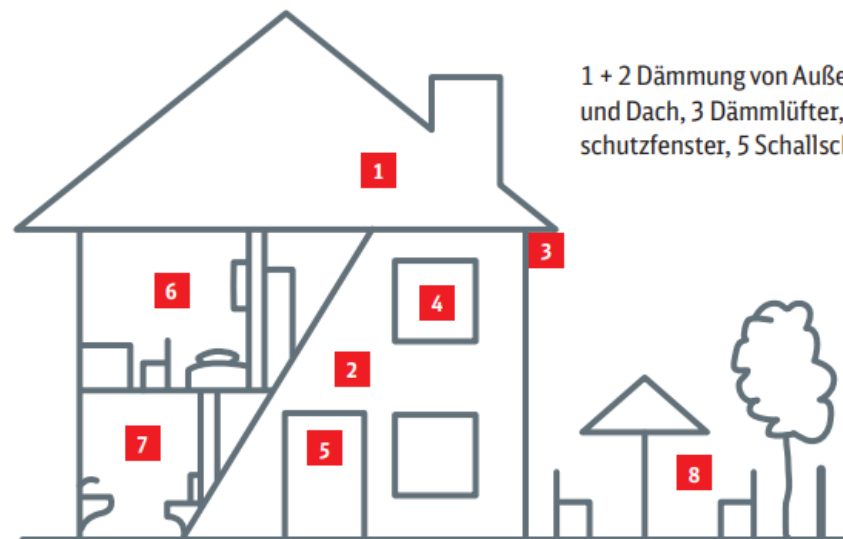 1 + 2 Dämmung von Auße
und Dach, 3 Dämmlüfter,
schutzfenster, 5 Schallsch
1
3
6
4
2
7
5
8